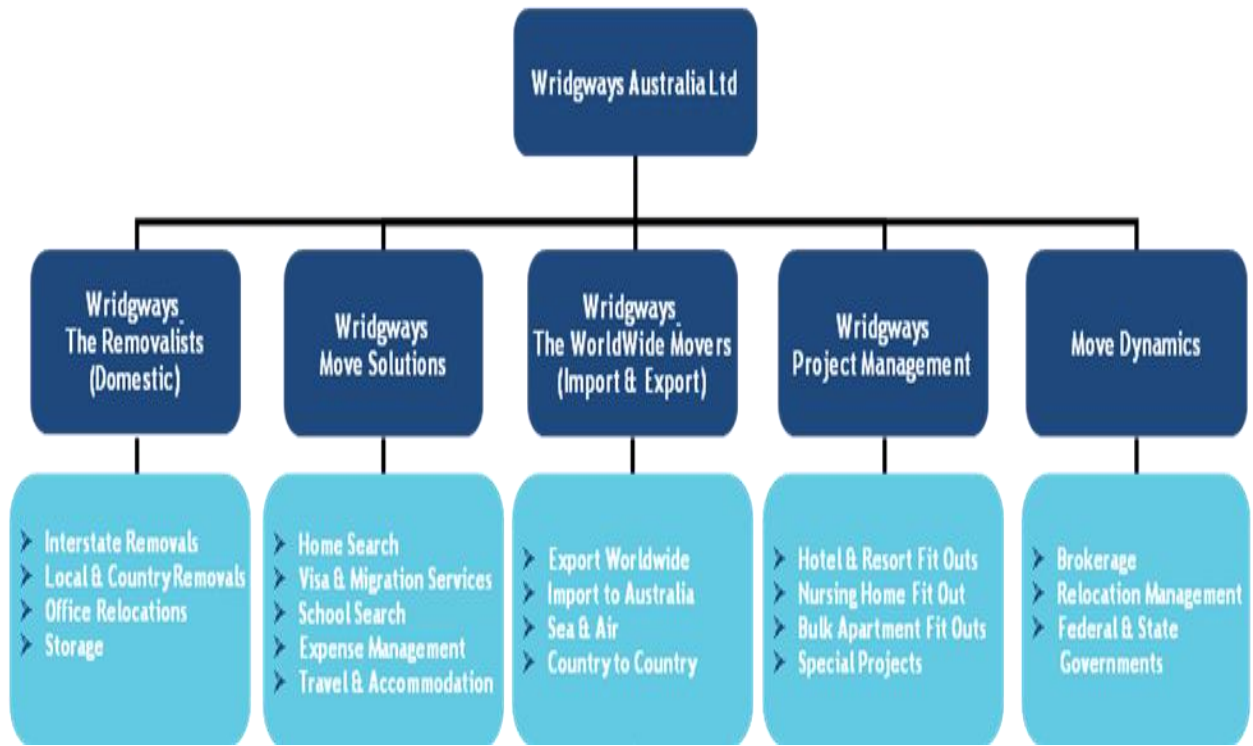 Wridgways Australia Ltd
Wridgways_
The Removalists
(Domestic)
Wridgways
Move Solutions
Wridgways_
The WorldWide Movers
(Import & Export)
Wridgways
Project Management
Move Dynamics
Interstate Removals
Local & Country Removals
Office Relocations
Storage
Home Search
Visa & Migration Services
School Search
Expense Management
Travel & Accommodation
Export Worldwide
Import to Australia
Sea & Air
Country to Country
Hotel & Resort Fit Outs
Nursing Home Fit Out
Bulk Apartment Fit Outs
Special Projects
Brokerage
Relocation Management
Federal & State
Governments